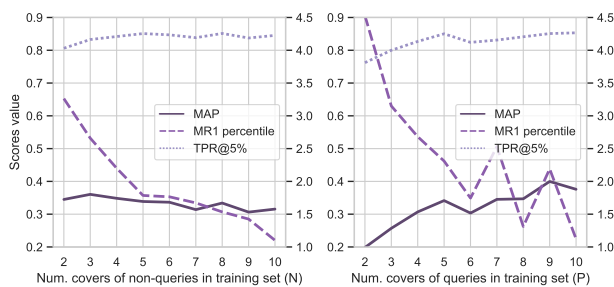 0.9
0.8
0.7
0.6
0.5
0.4
0.3
0.2
Scores value
4.5
4.0
3.5
3.0
2.5
2.0
1.5
1.0
MAP
MR1 percentile
TPR@5%
2 3 4 5 6 7 8 9 10
Num. covers of non-queries in training set (N)
0.9
0.8
0.7
0.6
0.5
0.4
0.3
0.2
4.5
4.0
3.5
3.0
2.5
2.0
1.5
1.0
MAP
MR1 percentile
TPR@5%
2 3 4 5 6 7 8 9 10
Num. covers of queries in training set (P)